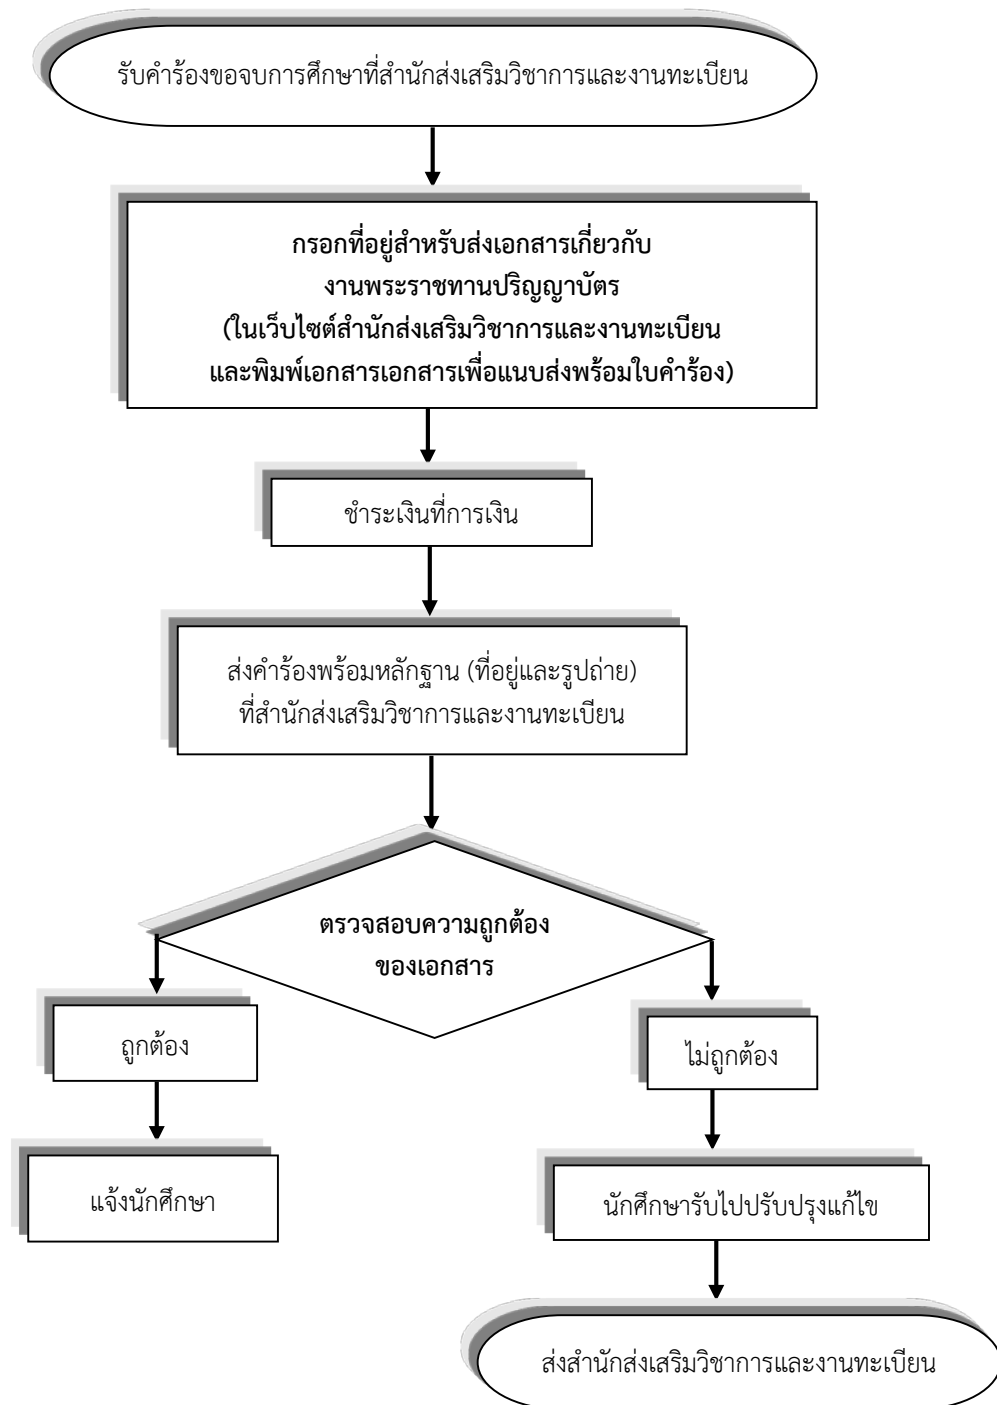 รับคำร้องขอจบการศึกษาที่สำนักส่งเสริมวิชาการและงานทะเบียน
กรอกที่อยู่สำหรับส่งเอกสารเกี่ยวกับ
งานพระราชทานปริญญาบัตร
(ในเว็บไซต์สำนักส่งเสริมวิชาการและงานทะเบียน
และพิมพ์เอกสารเอกสารเพื่อแนบส่งพร้อมใบคำร้อง)
ชำระเงินที่การเงิน
ส่งคำร้องพร้อมหลักฐาน (ที่อยู่และรูปถ่าย)
ที่สำนักส่งเสริมวิชาการและงานทะเบียน
ตรวจสอบความถูกต้อง
ของเอกสาร
ถูกต้อง
ไม่ถูกต้อง
แจ้งนักศึกษา
นักศึกษารับไปปรับปรุงแก้ไข
ส่งสำนักส่งเสริมวิชาการและงานทะเบียน